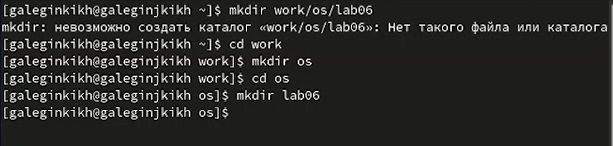 [galeginkikh@galeginjkikh ~]$ mkdir work/os/lab06
mkdir: невозможно создать каталог «work/os/lab06»: Нет такого файла или каталога
[galeginkikh@galeginjkikh ~]$ cd work
[galeginkikh@galeginjkikh work]$ mkdir os
[galeginkikh@galeginjkikh work]$ cd os
[galeginkikh@galeginjkikh os]$ mkdir lab06
[galeginkikh@galeginjkikh os]$